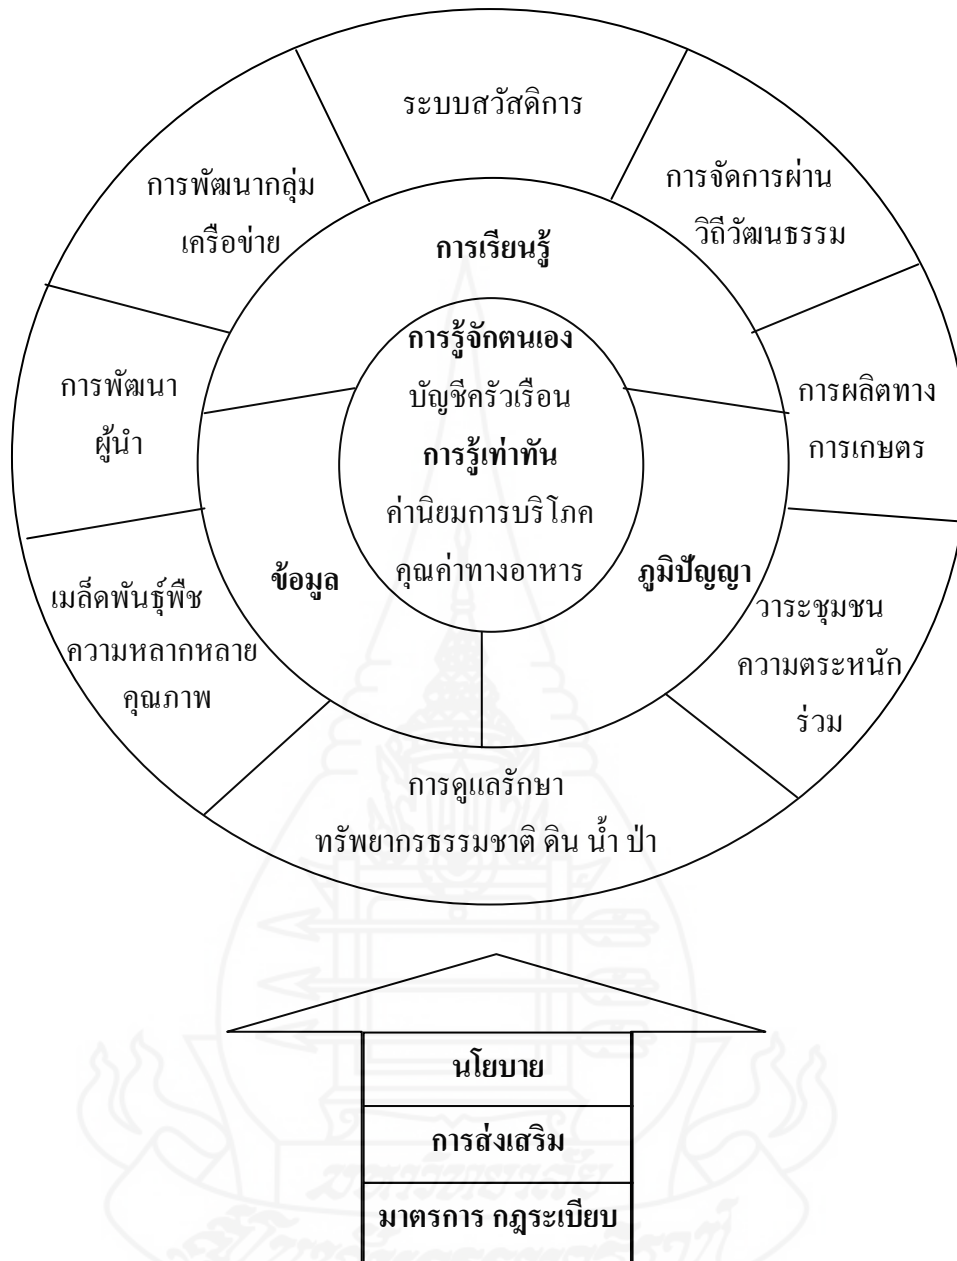 ระบบสวัสดิการ
การพัฒนากลุ่ม
เครือข่าย
การจัดการผ่าน
วิถีวัฒนธรรม
การเรียนรู้
การรู้จักตนเอง
บัญชีครัวเรือน
การรู้เท่าทัน
ค่านิยมการบริโภค
คุณค่าทางอาหาร
การพัฒนา
ผู้นำ
การผลิตทาง
การเกษตร
ข้อมูล
ภูมิปัญญา
เมล็ดพันธุ์พืช
ความหลากหลาย
คุณภาพ
วาระชุมชน
ความตระหนัก
ร่วม
การดูแลรักษา
ทรัพยากรธรรมชาติ ดิน น้ำ ป่า
นโยบาย
การส่งเสริม
มาตรการ กฎระเบียบ
มหาวิทยาลัย